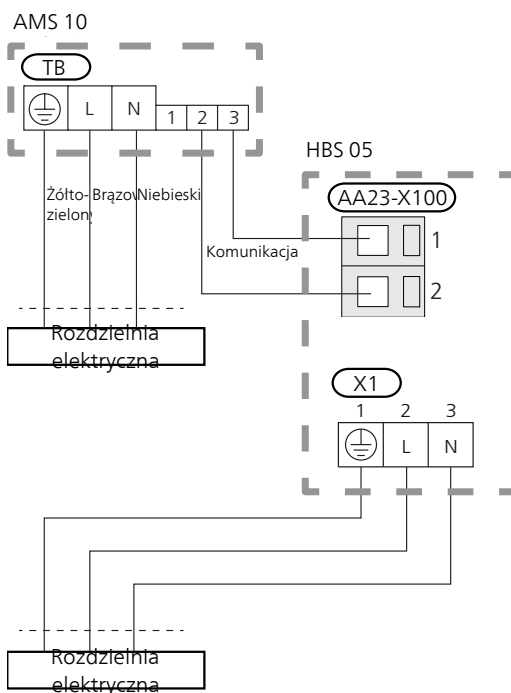 AMS 10
TB
L N 1 2 3
Żółto-
zielony
Brązowy
Niebieski
Komunikacja
Rozdzielnia
elektryczna
HBS 05
AA23-X100
1
2
X1
1 2 3
L N
Rozdzielnia
elektryczna